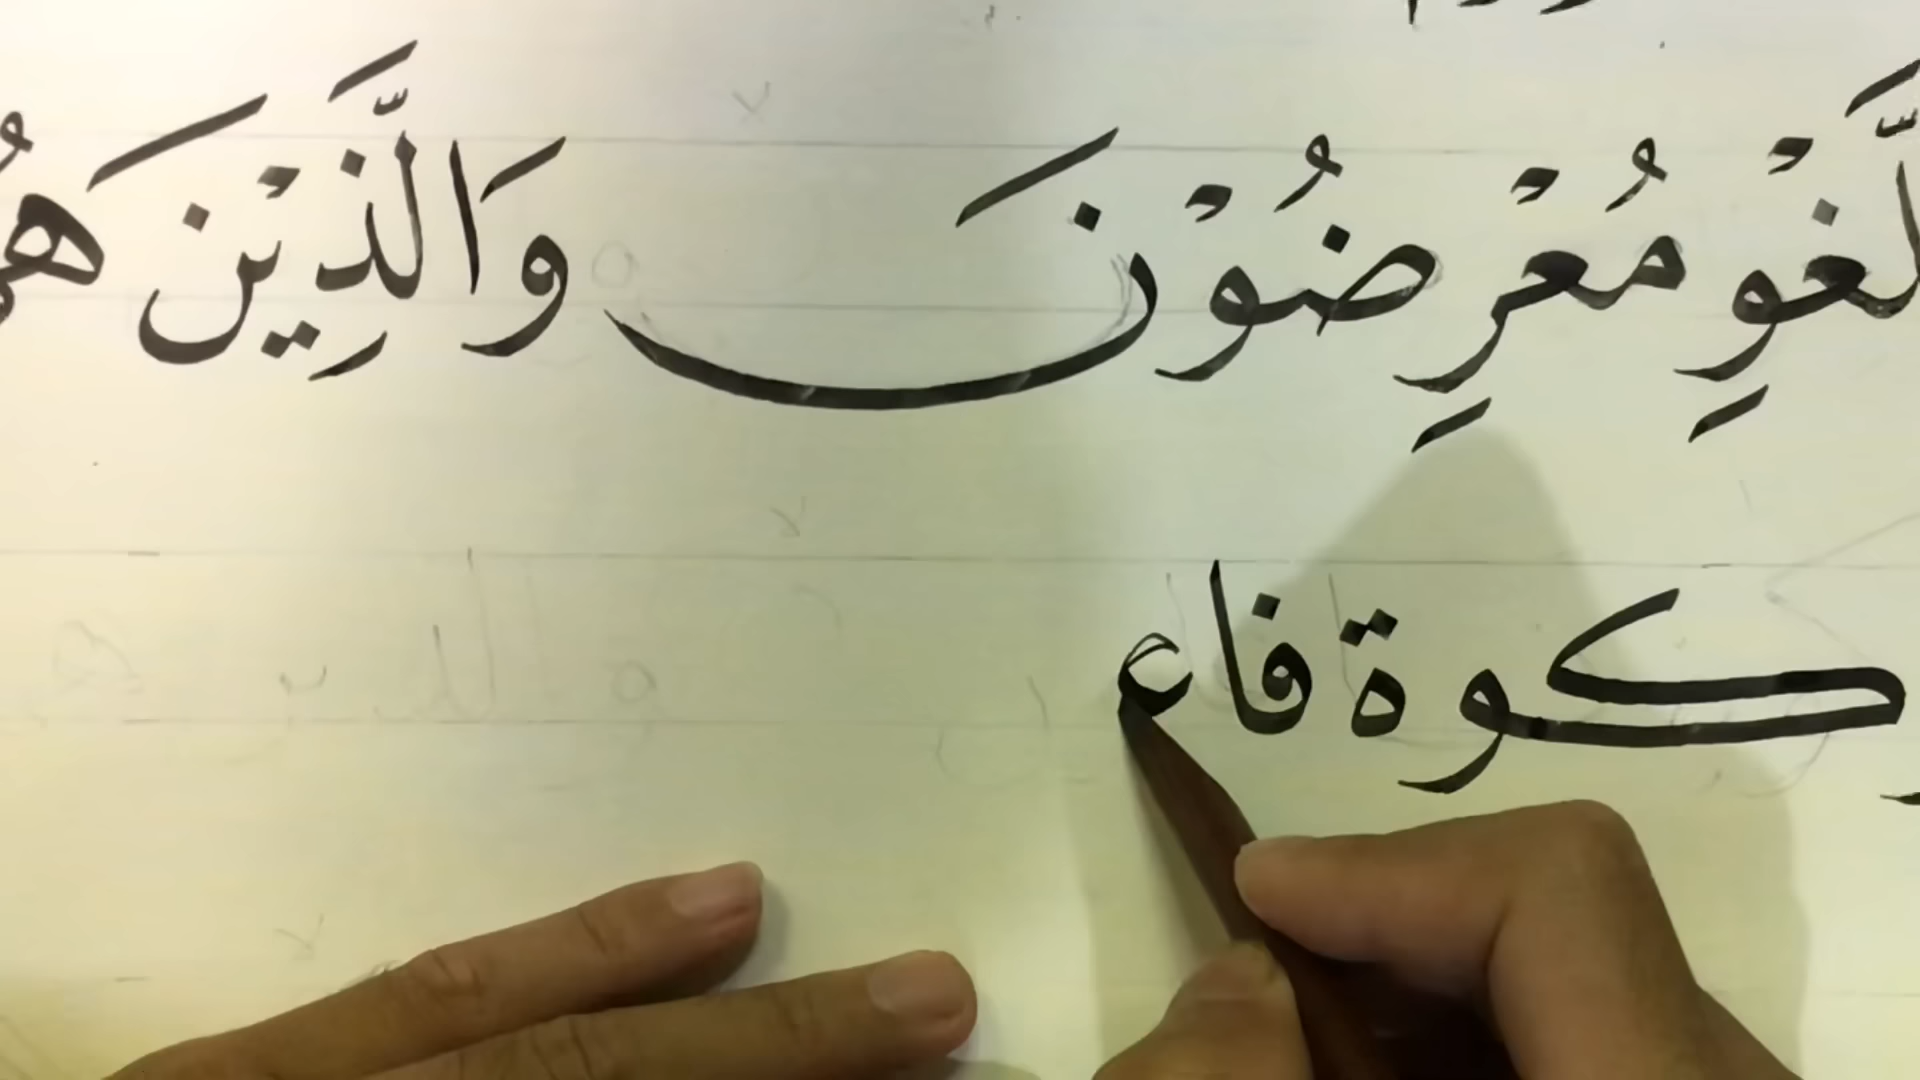 لَّغْوِ مُعْرِضُوْنَ وَالَّذِيْنَ هُمْ
كوة فاع